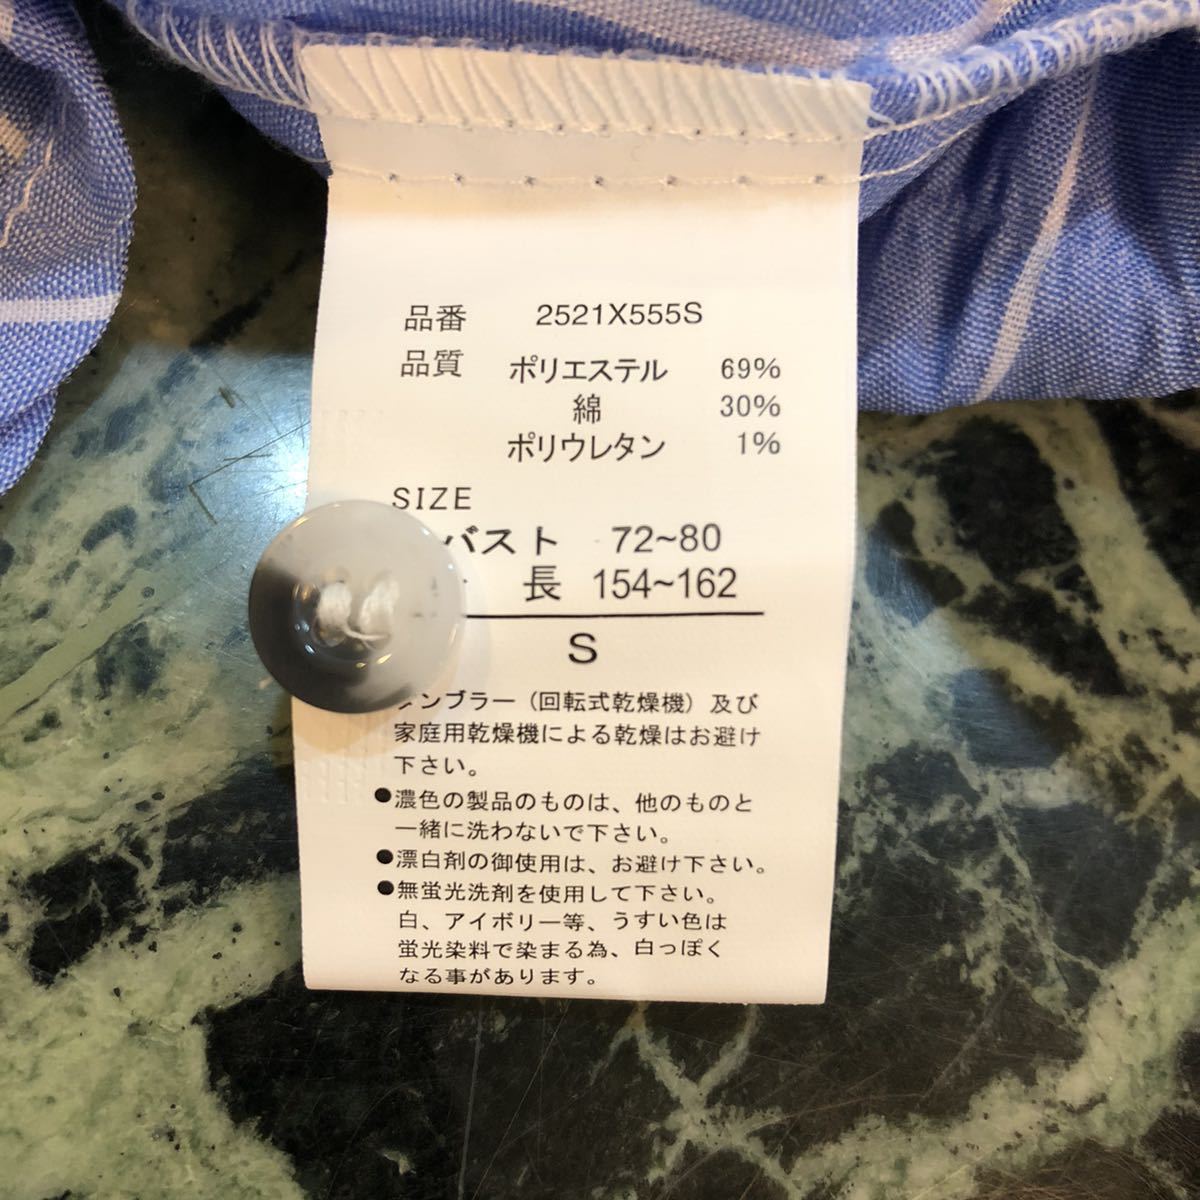 品番 2521X555S
品質 ポリエステル 69%
綿 30%
ポリウレタン 1%
SIZE
バスト 72~80
長 154~162
S
タンブラー（回転式乾燥機）及び
家庭用乾燥機による乾燥はお避け
下さい。
●濃色の製品のものは、他のものと
一緒に洗わないで下さい。
●漂白剤の御使用は、お避け下さい。
●無蛍光洗剤を使用して下さい。
白、アイボリー等、うすい色は
蛍光染料で染まる為、白っぽく
なる事があります。